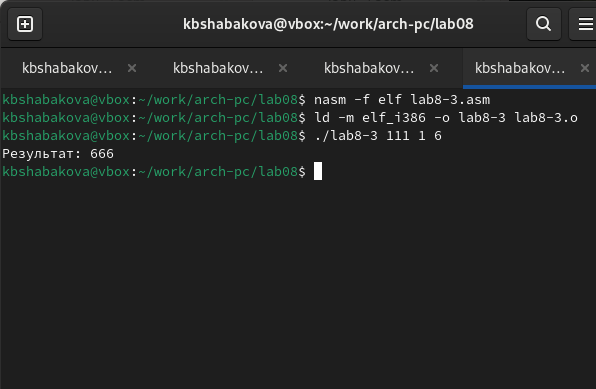 kbshabakova@vbox:~/work/arch-pc/lab08
kbshabakov... × kbshabakov... × kbshabakov... × kbshabakov... ×
kbshabakova@vbox:~/work/arch-pc/lab08$ nasm -f elf lab8-3.asm
kbshabakova@vbox:~/work/arch-pc/lab08$ ld -m elf_i386 -o lab8-3 lab8-3.o
kbshabakova@vbox:~/work/arch-pc/lab08$ ./lab8-3 111 1 6
Результат: 666
kbshabakova@vbox:~/work/arch-pc/lab08$